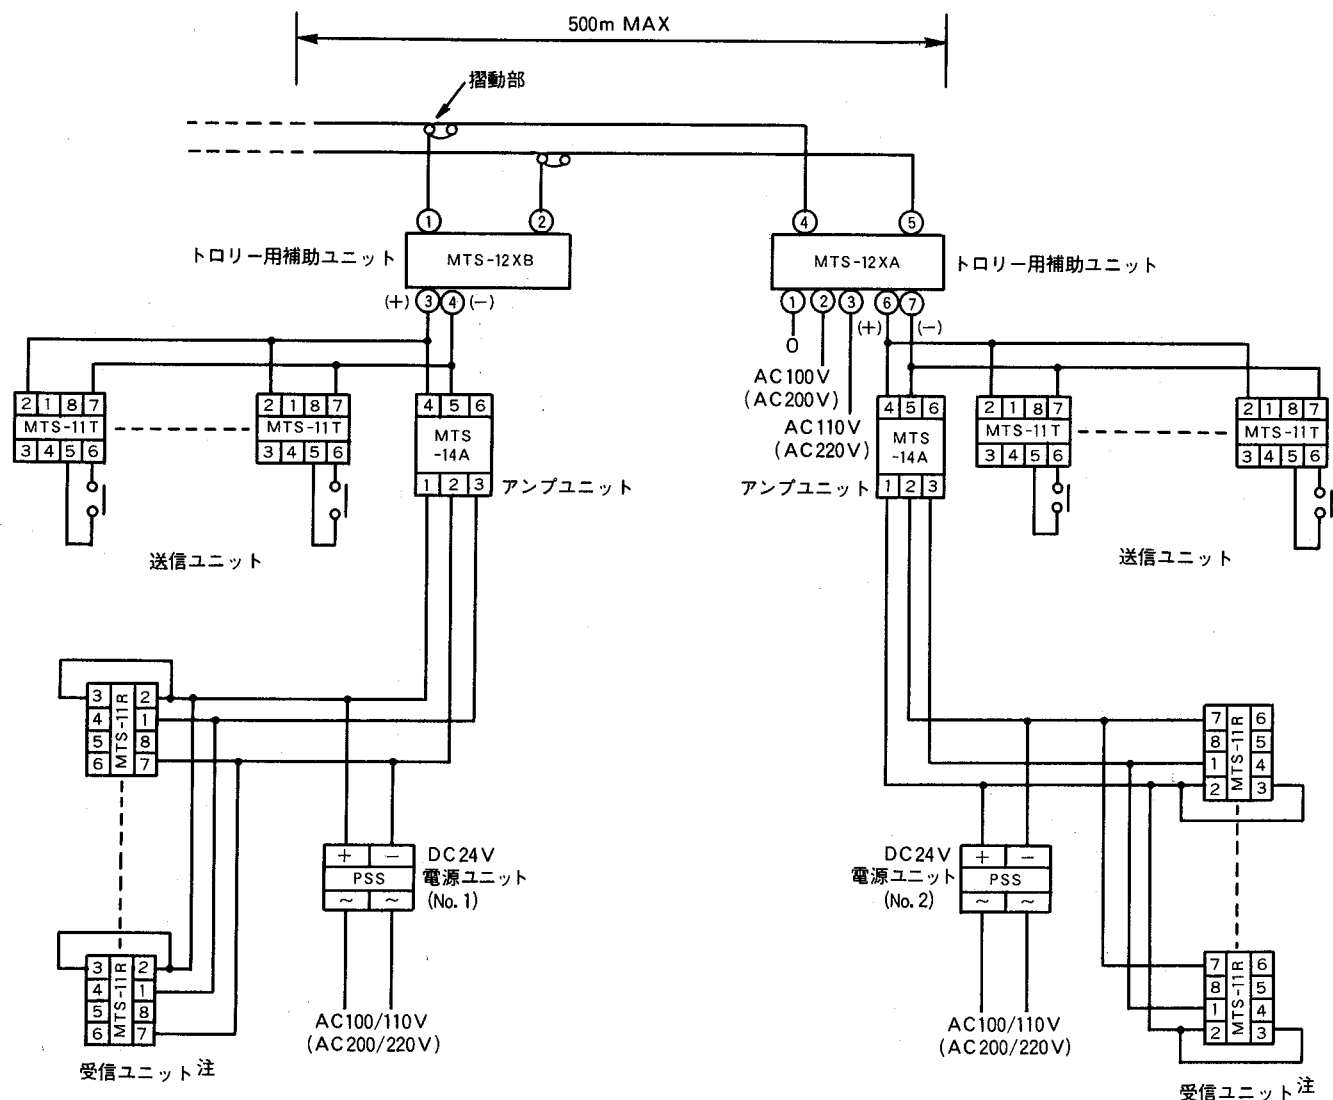 500m MAX
摺動部
① ② ④ ⑤
トロリー用補助ユニット MTS-12XB MTS-12XA トロリー用補助ユニット
(+) ③ ④ (−) ① ② ③ ⑥ ⑦
(+) (−)
0
AC100V
(AC200V)
AC110V
(AC220V)
2 1 8 7
MTS-11T
3 4 5 6
2 1 8 7
MTS-11T
3 4 5 6
4 5 6
MTS
-14A
1 2 3
アンプユニット
送信ユニット
4 5 6
MTS
-14A
1 2 3
アンプユニット
2 1 8 7
MTS-11T
3 4 5 6
2 1 8 7
MTS-11T
3 4 5 6
送信ユニット
3 2
4 1
5 8
6 7
MTS-11R
3 2
4 1
5 8
6 7
MTS-11R
受信ユニット注
+ −
PSS
~ ~
DC24V
電源ユニット
(No.1)
AC100/110V
(AC200/220V)
DC24V
電源ユニット
(No.2)
+ −
PSS
~ ~
AC100/110V
(AC200/220V)
7 6
8 5
1 4
2 3
MTS-11R
7 6
8 5
1 4
2 3
MTS-11R
受信ユニット注